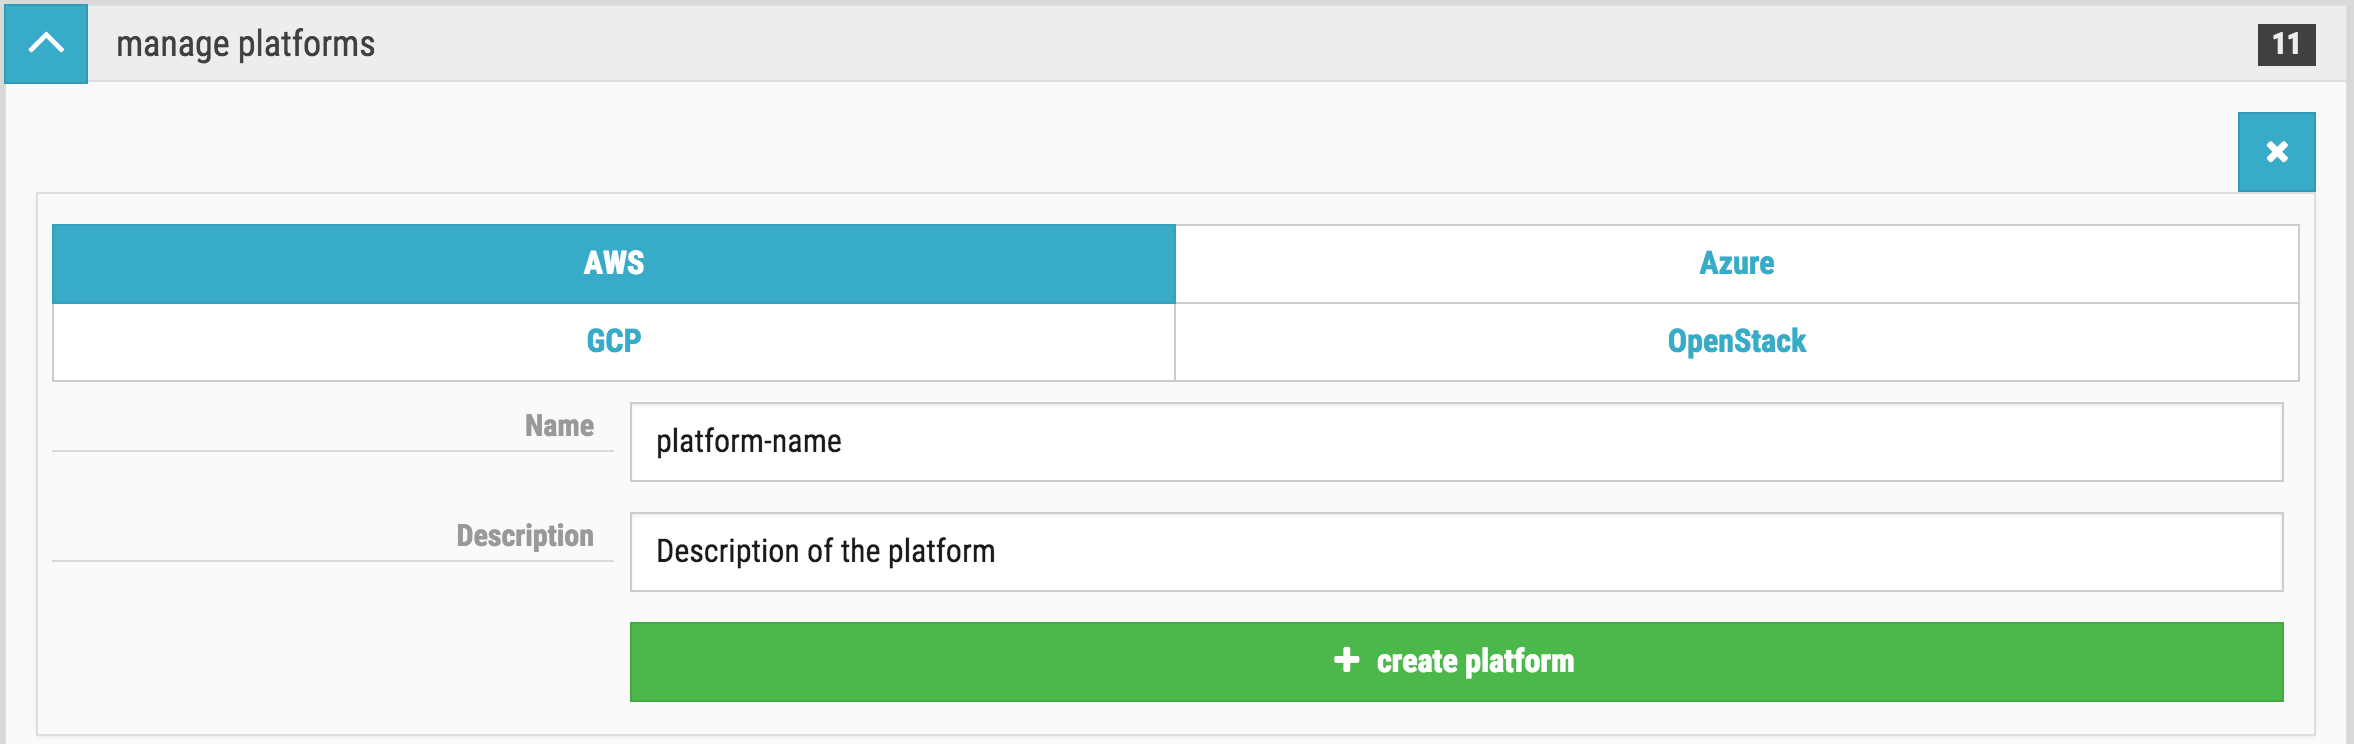 manage platforms
11
AWS
Azure
GCP
OpenStack
Name
platform-name
Description
Description of the platform
create platform